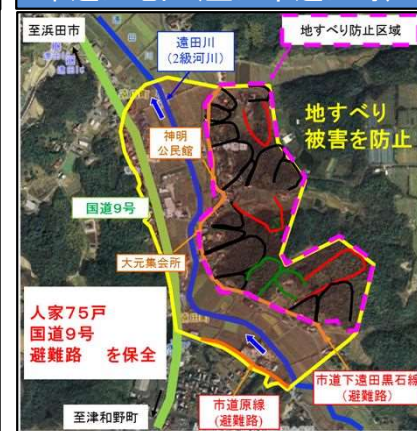 至浜田市
遠田川
(2級河川)
地すべり防止区域
地すべり
被害を防止
神明
公民館
国道9号
大元集会所
人家75戸
国道9号
避難路 を保全
市道下遠田黒石線
(避難路)
市道原線
(避難路)
至津和野町